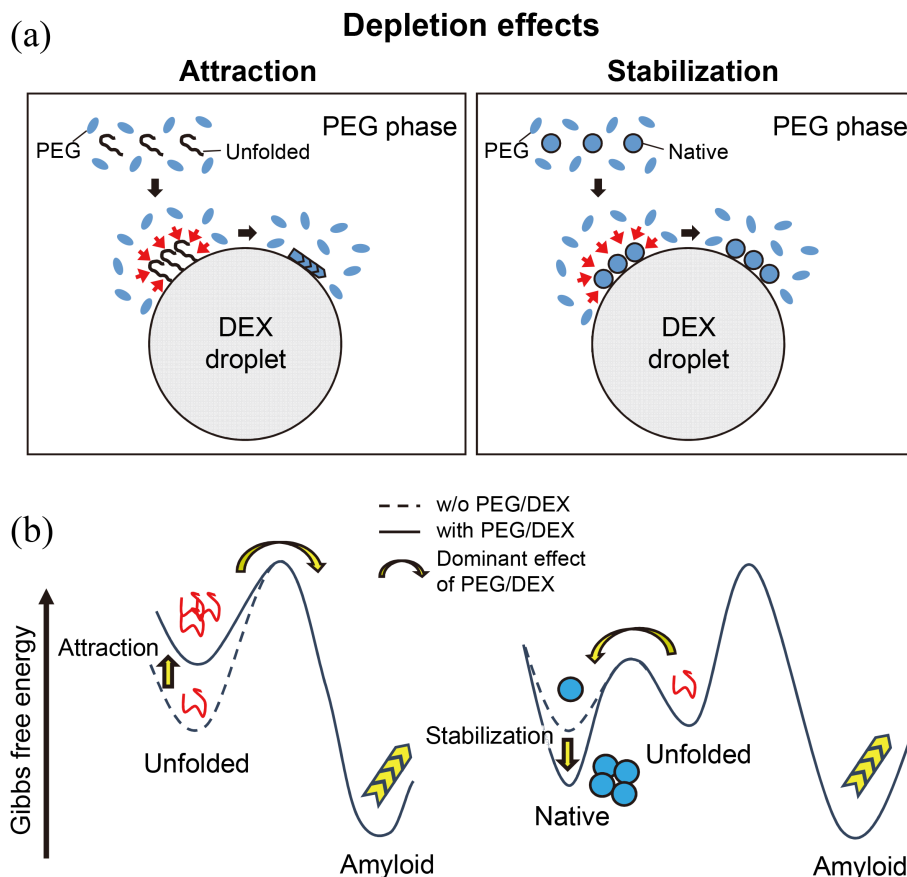 (a)
Depletion effects
Attraction
Stabilization
PEG phase
PEG
Unfolded
DEX
droplet
PEG phase
PEG
Native
DEX
droplet
(b)
w/o PEG/DEX
with PEG/DEX
Dominant effect
of PEG/DEX
Gibbs free energy
Attraction
Unfolded
Amyloid
Stabilization
Native
Unfolded
Amyloid